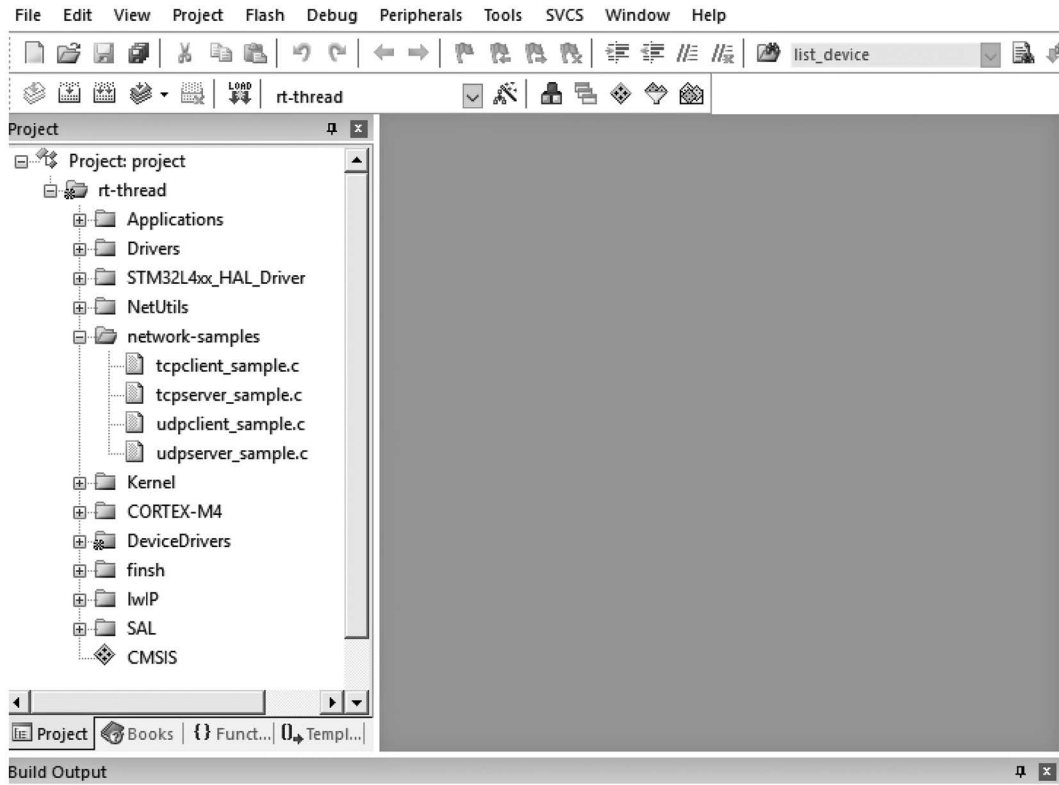 File Edit View Project Flash Debug Peripherals Tools SVCS Window Help
list_device
LOAD rt-thread
Project
Project: project
rt-thread
Applications
Drivers
STM32L4xx_HAL_Driver
NetUtils
network-samples
tcpclient_sample.c
tcpserver_sample.c
udpclient_sample.c
udpserver_sample.c
Kernel
CORTEX-M4
DeviceDrivers
finsh
lwIP
SAL
CMSIS
Project Books {} Funct... 0 Templ...
Build Output